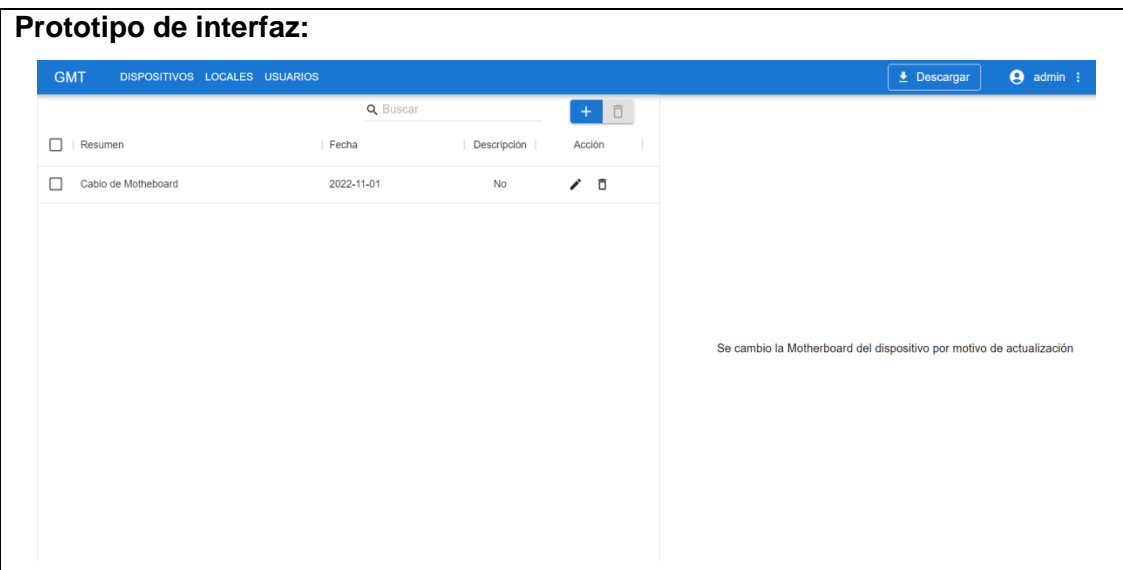 Prototipo de interfaz:
GMT DISPOSITIVOS LOCALES USUARIOS Descargar admin
Buscar
Resumen Fecha Descripción Acción
Cabio de Motheboard 2022-11-01 No
Se cambio la Motherboard del dispositivo por motivo de actualización